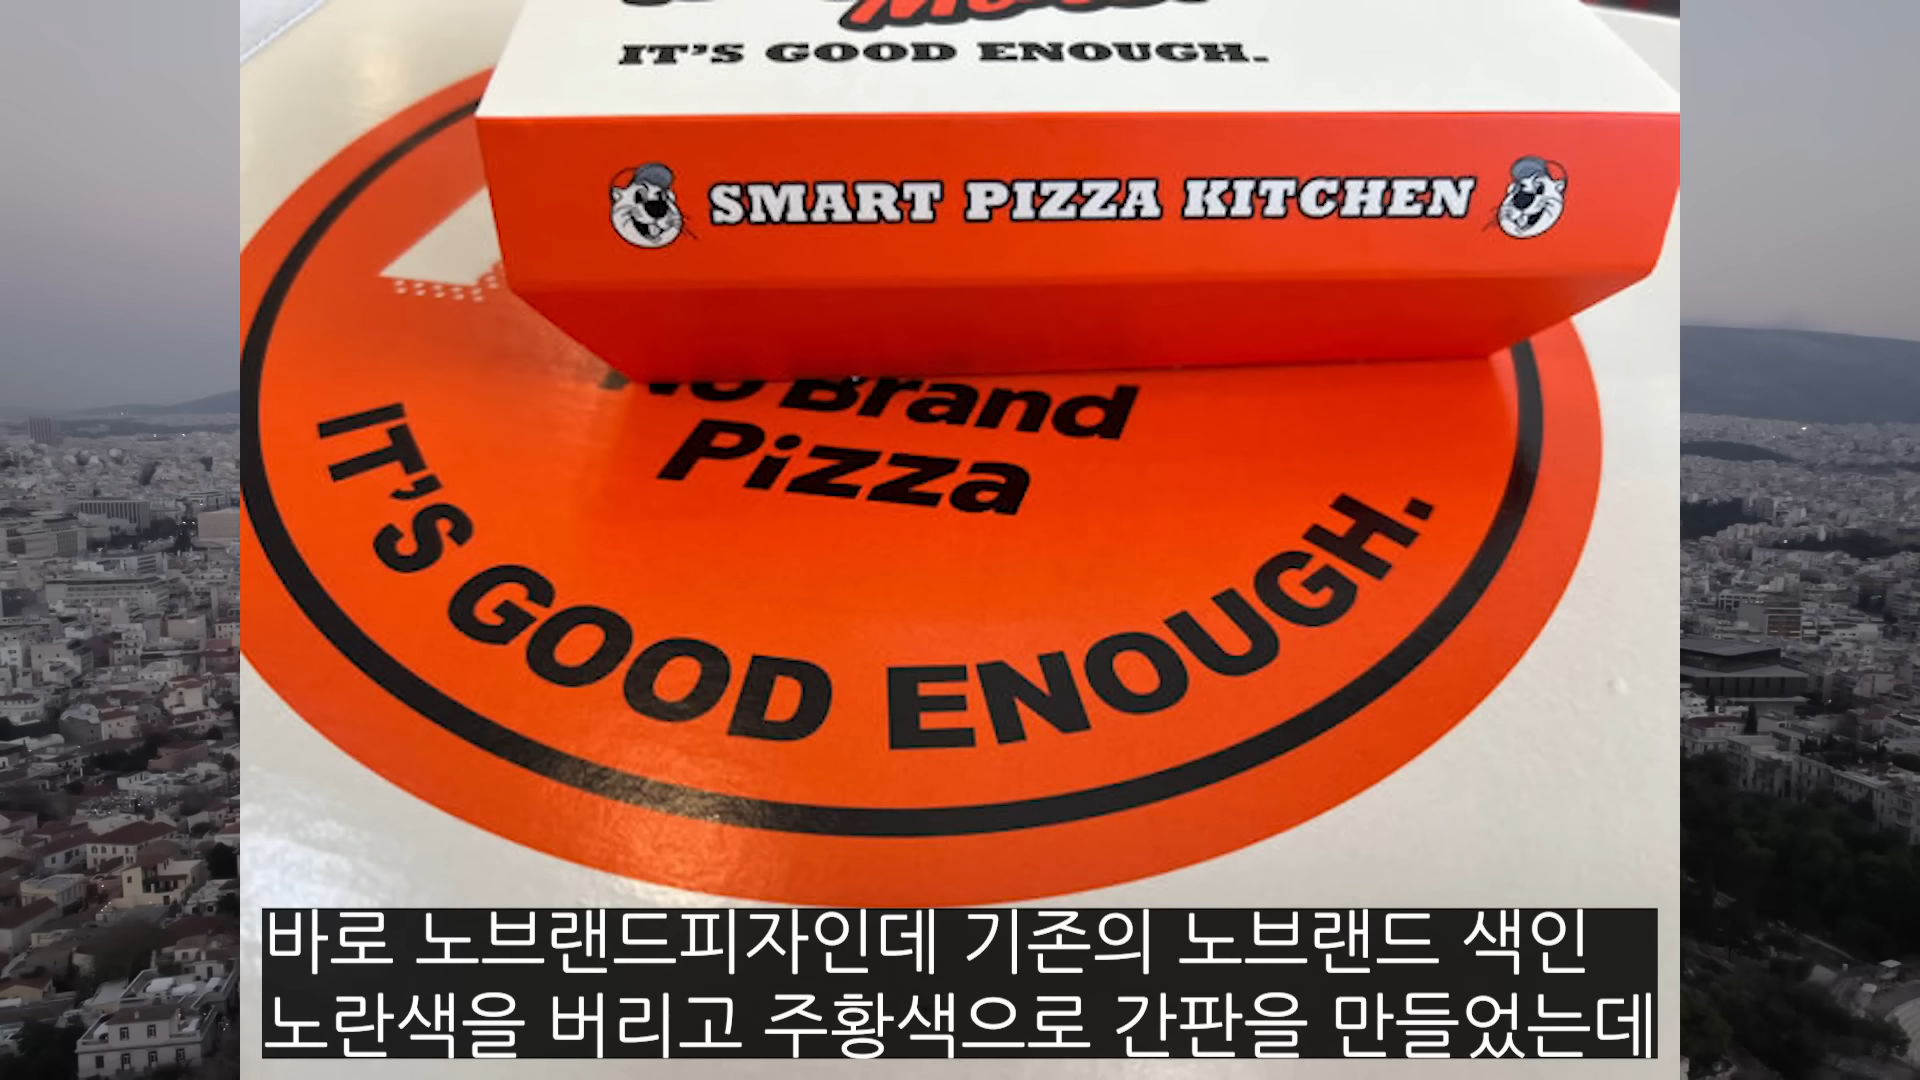 IT'S GOOD ENOUGH.
SMART PIZZA KITCHEN
Brand
Pizza
IT'S GOOD ENOUGH.
바로 노브랜드피자인데 기존의 노브랜드 색인
노란색을 버리고 주황색으로 간판을 만들었는데